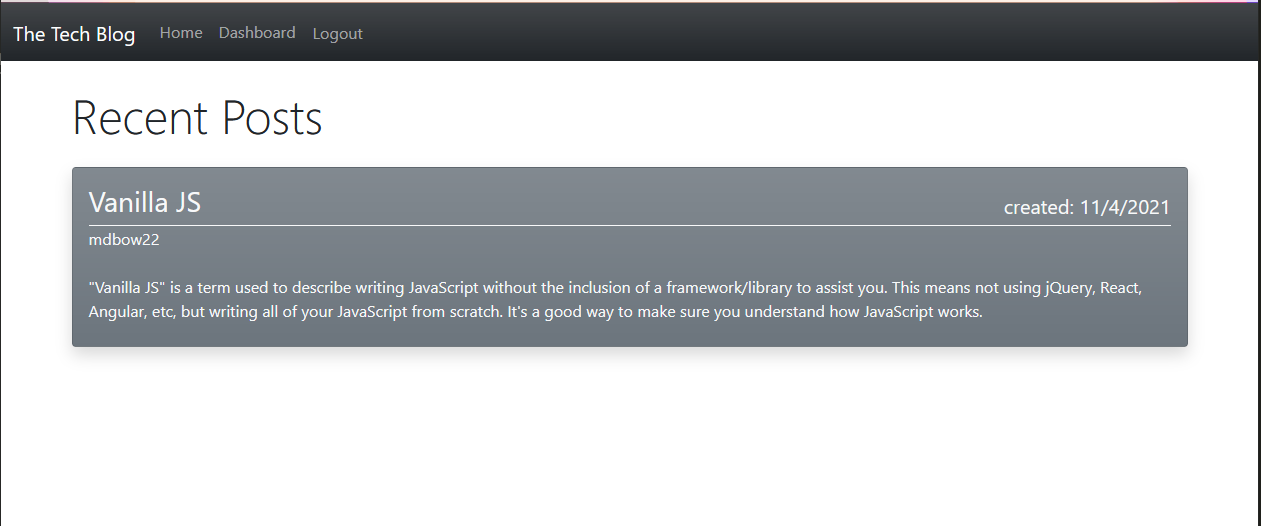 The Tech Blog Home Dashboard Logout
Recent Posts
Vanilla JS created: 11/4/2021
mdbow22
"Vanilla JS" is a term used to describe writing JavaScript without the inclusion of a framework/library to assist you. This means not using jQuery, React,
Angular, etc, but writing all of your JavaScript from scratch. It's a good way to make sure you understand how JavaScript works.